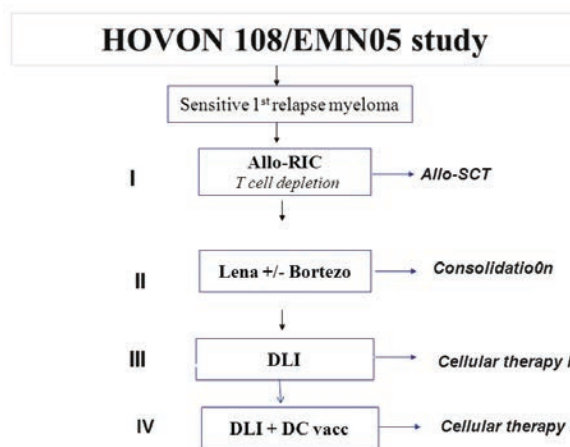 HOVON 108/EMN05 study
Sensitive 1st relapse myeloma
I
Allo-RIC
T cell depletion
Allo-SCT
II
Lena +/- Bortezo
Consolidatio0n
III
DLI
Cellular therapy I
IV
DLI + DC vacc
Cellular therapy